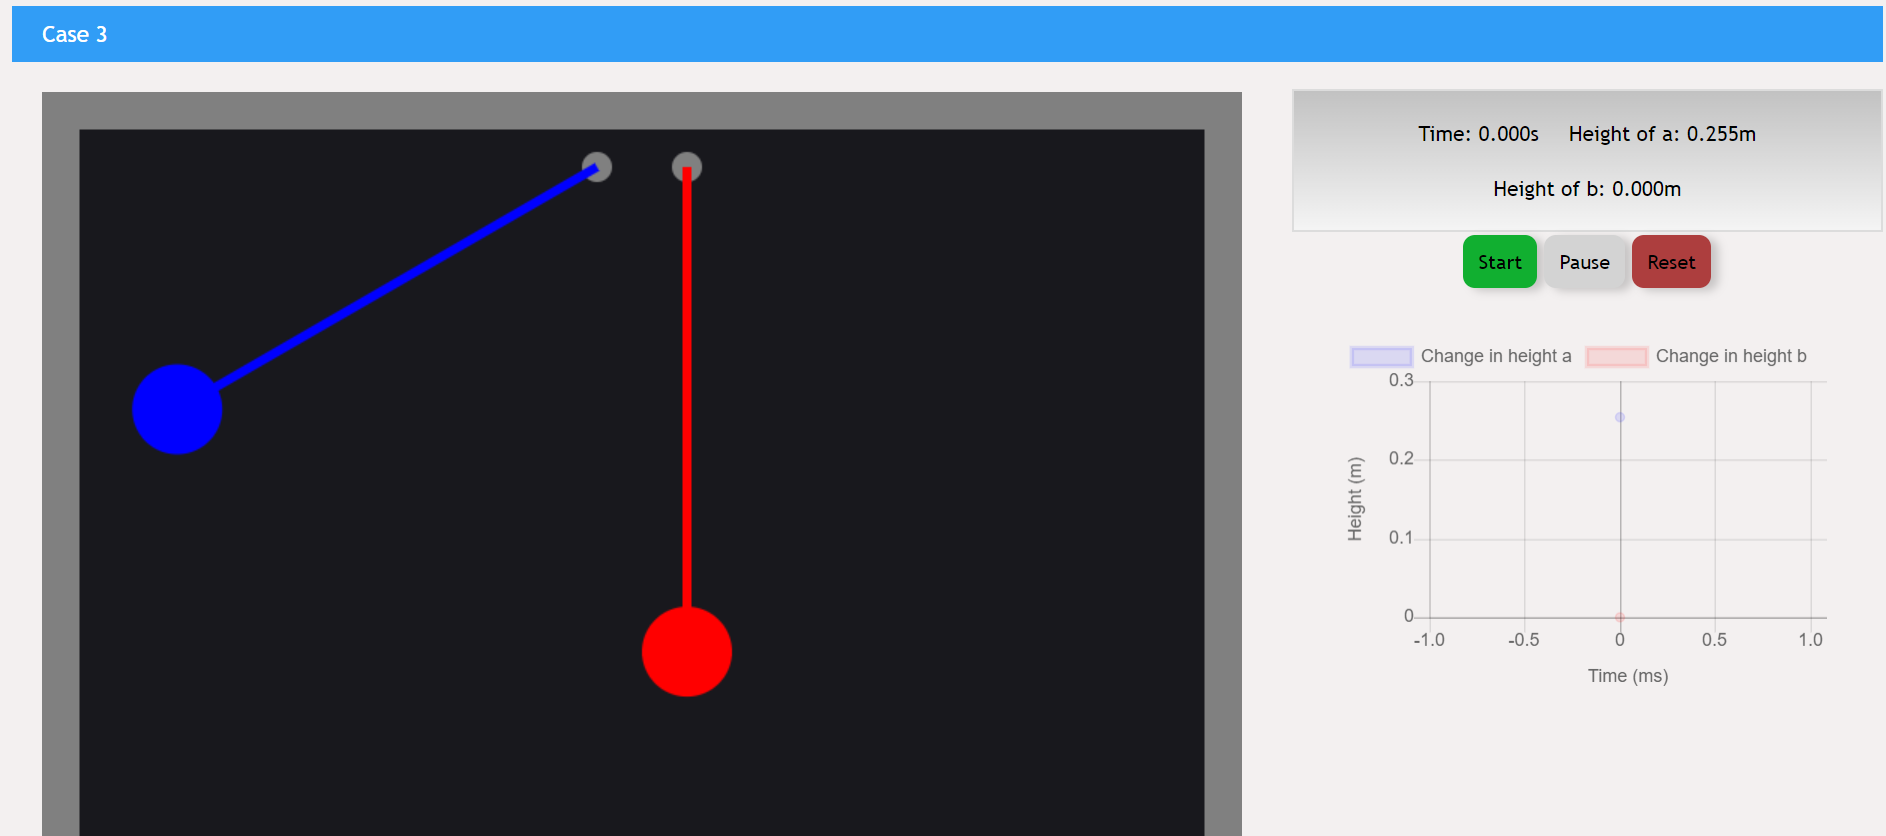 Case 3
Time: 0.000s Height of a: 0.255m
Height of b: 0.000m
Start Pause Reset
Change in height a Change in height b
0.3
0.2
0.1
0
Height (m)
-1.0 -0.5 0 0.5 1.0
Time (ms)